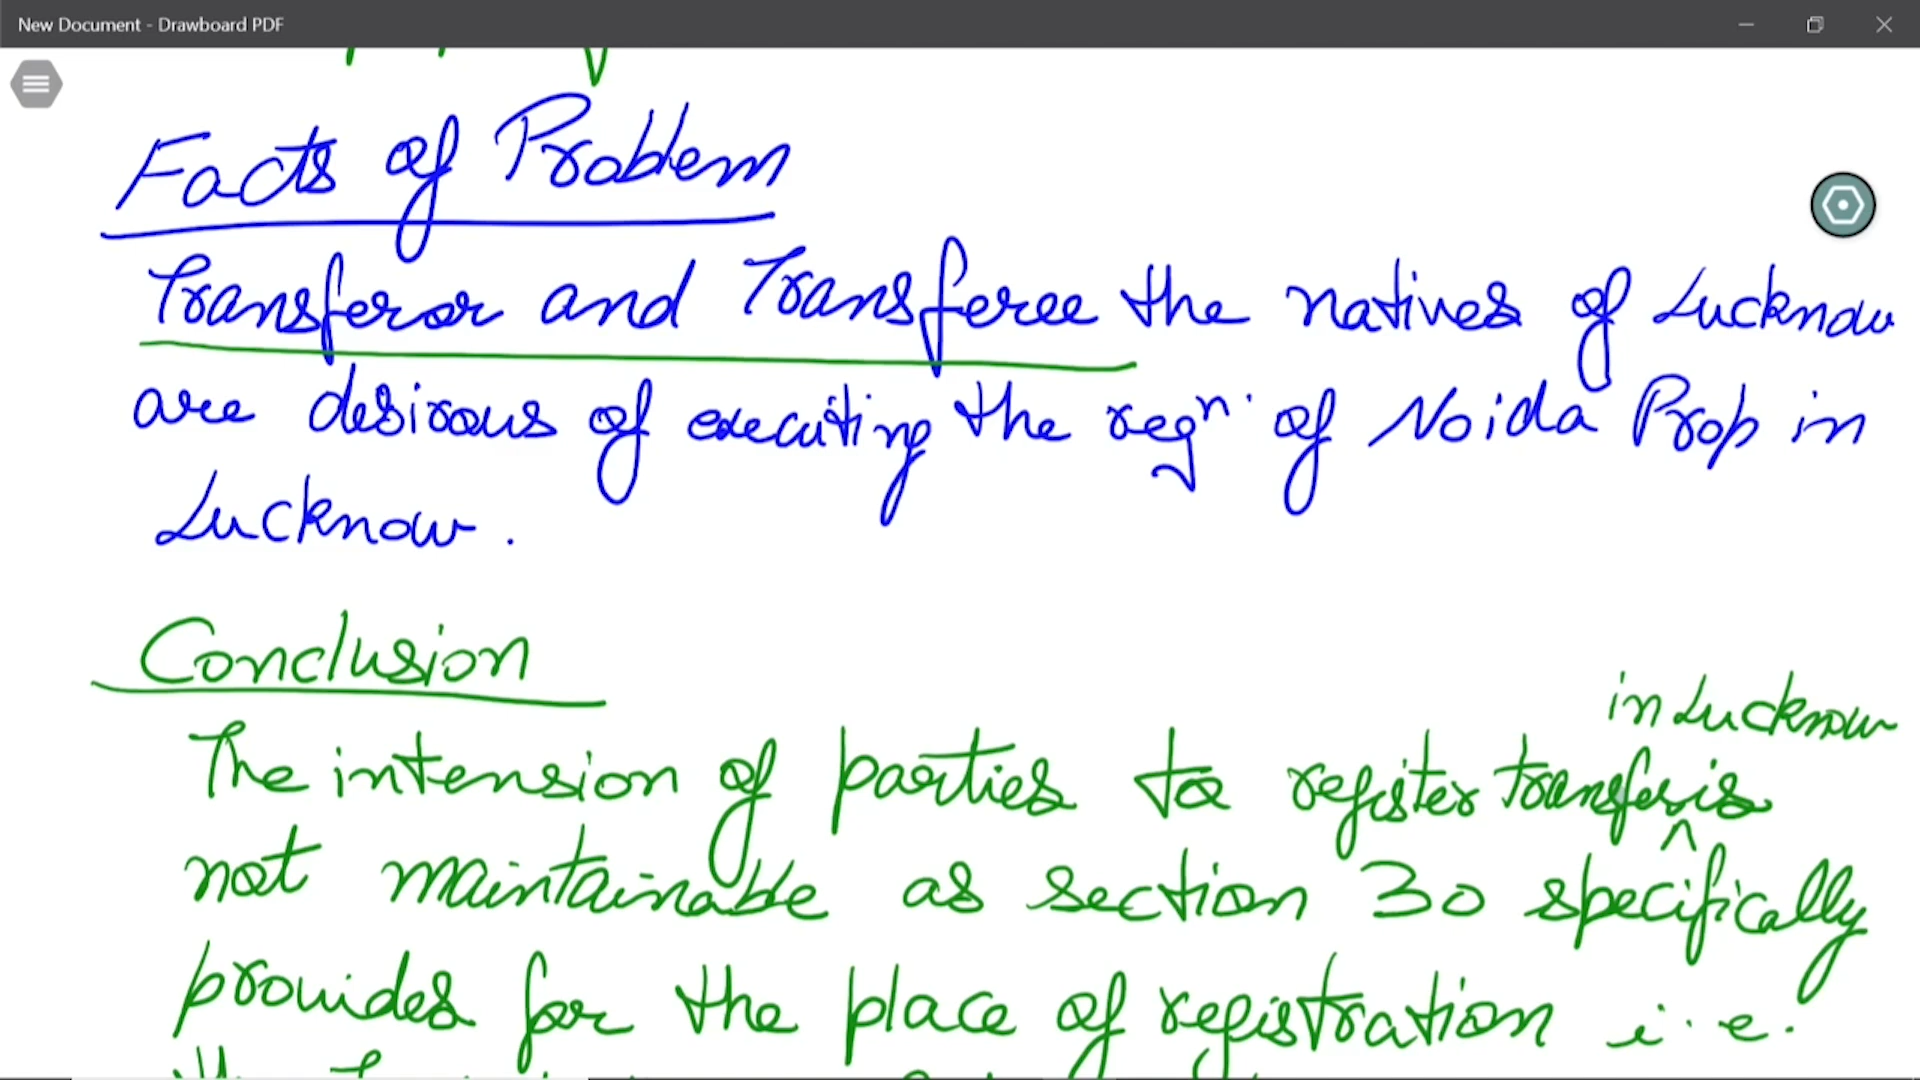 New Document - Drawboard PDF
Facts of Problem
Transferor and Transferee the natives of Lucknow
are desirous of executing the regn. of Noida Prop in
Lucknow.
Conclusion
in Lucknow
The intension of parties to register transfer is
not maintainable as section 30 specifically
provides for the place of registration i.e.